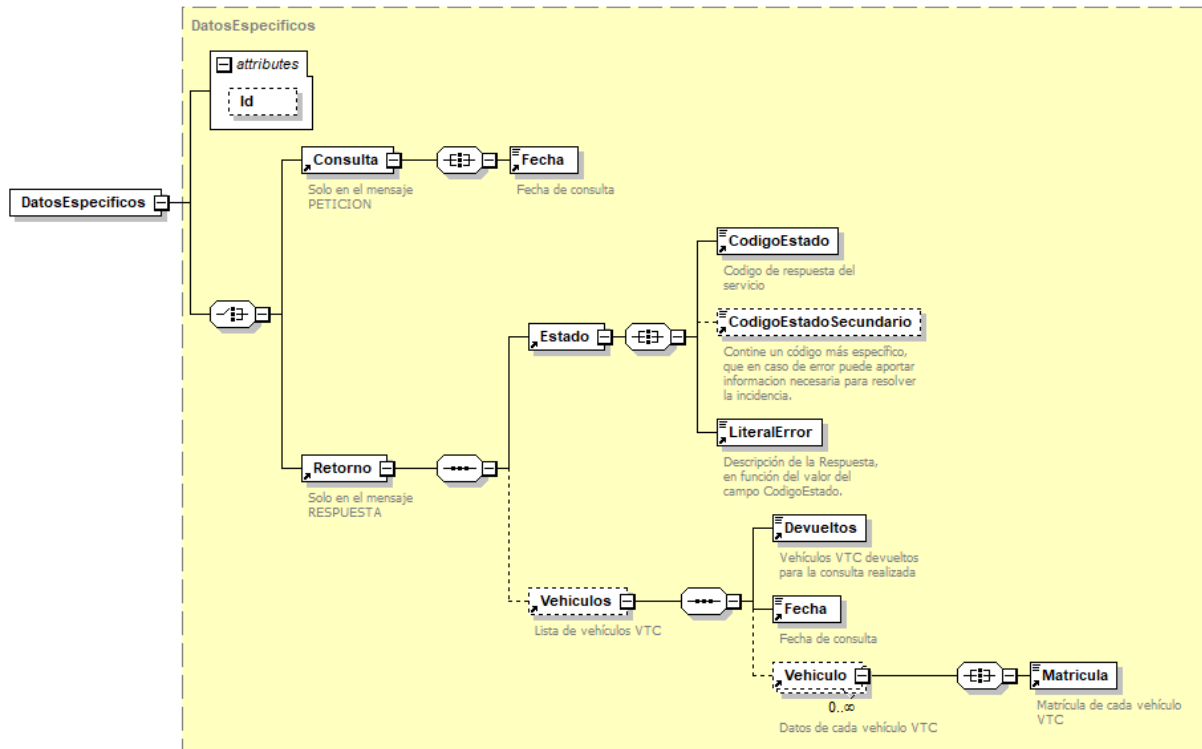 DatosEspecificos
attributes
Id
Consulta
Fecha
Solo en el mensaje
PETICION
Fecha de consulta
DatosEspecificos
CodigoEstado
Codigo de respuesta del
servicio
Estado
CodigoEstadoSecundario
Contine un código más específico,
que en caso de error puede aportar
informacion necesaria para resolver
la incidencia.
LiteralError
Descripción de la Respuesta,
en función del valor del
campo CodigoEstado.
Retorno
Solo en el mensaje
RESPUESTA
Devueltos
Vehículos VTC devueltos
para la consulta realizada
Vehiculos
Lista de vehículos VTC
Fecha
Fecha de consulta
Vehiculo
0..∞
Datos de cada vehículo VTC
Matricula
Matrícula de cada vehículo
VTC